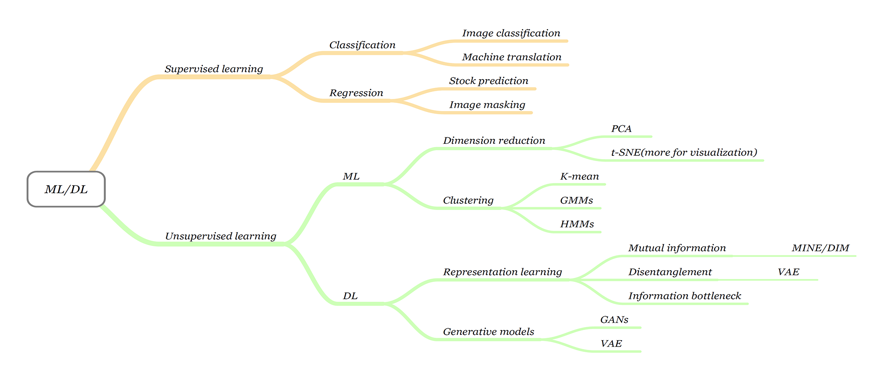 ML/DL
Supervised learning
Classification
Image classification
Machine translation
Regression
Stock prediction
Image masking
Unsupervised learning
ML
Dimension reduction
PCA
t-SNE(more for visualization)
Clustering
K-mean
GMMs
HMMs
DL
Representation learning
Mutual information
MINE/DIM
Disentanglement
VAE
Information bottleneck
Generative models
GANs
VAE